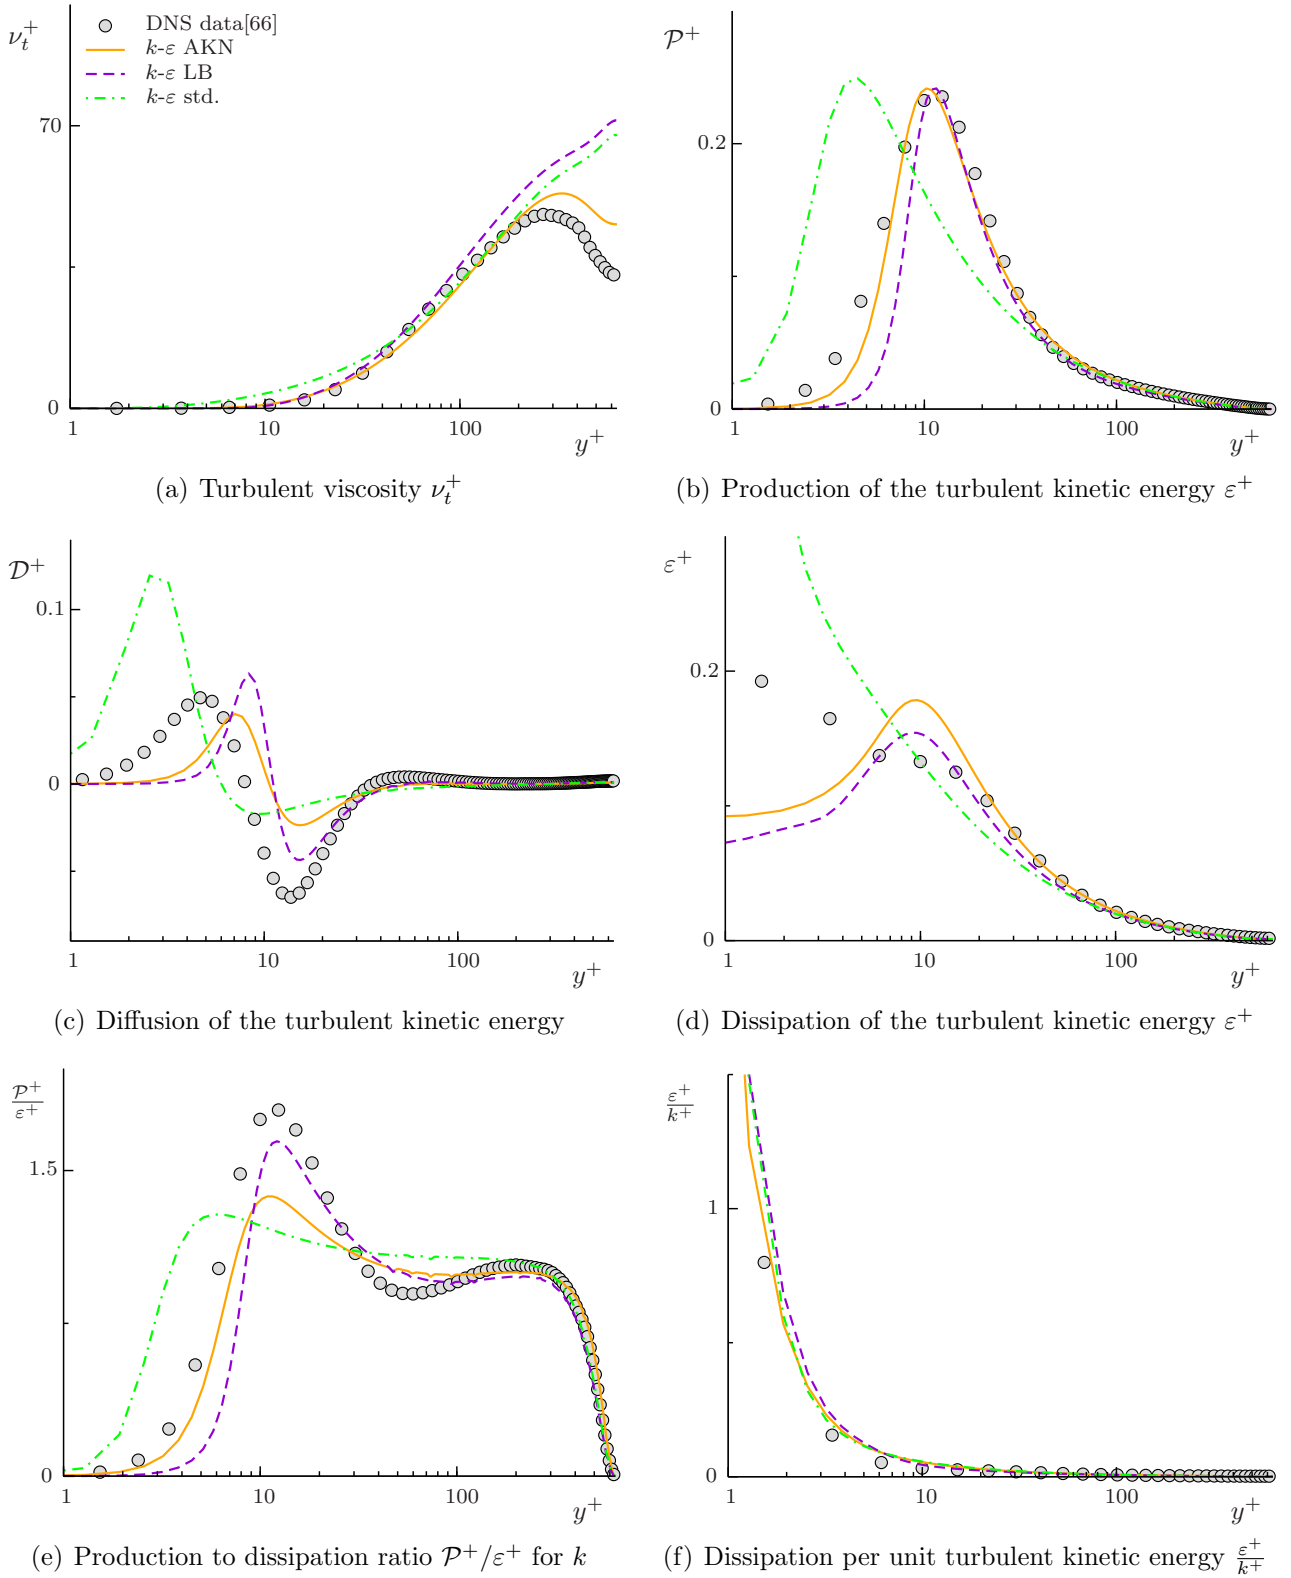 ν_t^+
DNS data[66]
k-ε AKN
k-ε LB
k-ε std.
70
0
1
10
100
y^+
(a) Turbulent viscosity ν_t^+
𝒫^+
0.2
0
1
10
100
y^+
(b) Production of the turbulent kinetic energy ε^+
𝒟^+
0.1
0
1
10
100
y^+
(c) Diffusion of the turbulent kinetic energy
ε^+
0.2
0
1
10
100
y^+
(d) Dissipation of the turbulent kinetic energy ε^+
𝒫^+/ε^+
1.5
0
1
10
100
y^+
(e) Production to dissipation ratio 𝒫^+/ε^+ for k
ε^+/k^+
1
0
1
10
100
y^+
(f) Dissipation per unit turbulent kinetic energy ε^+/k^+